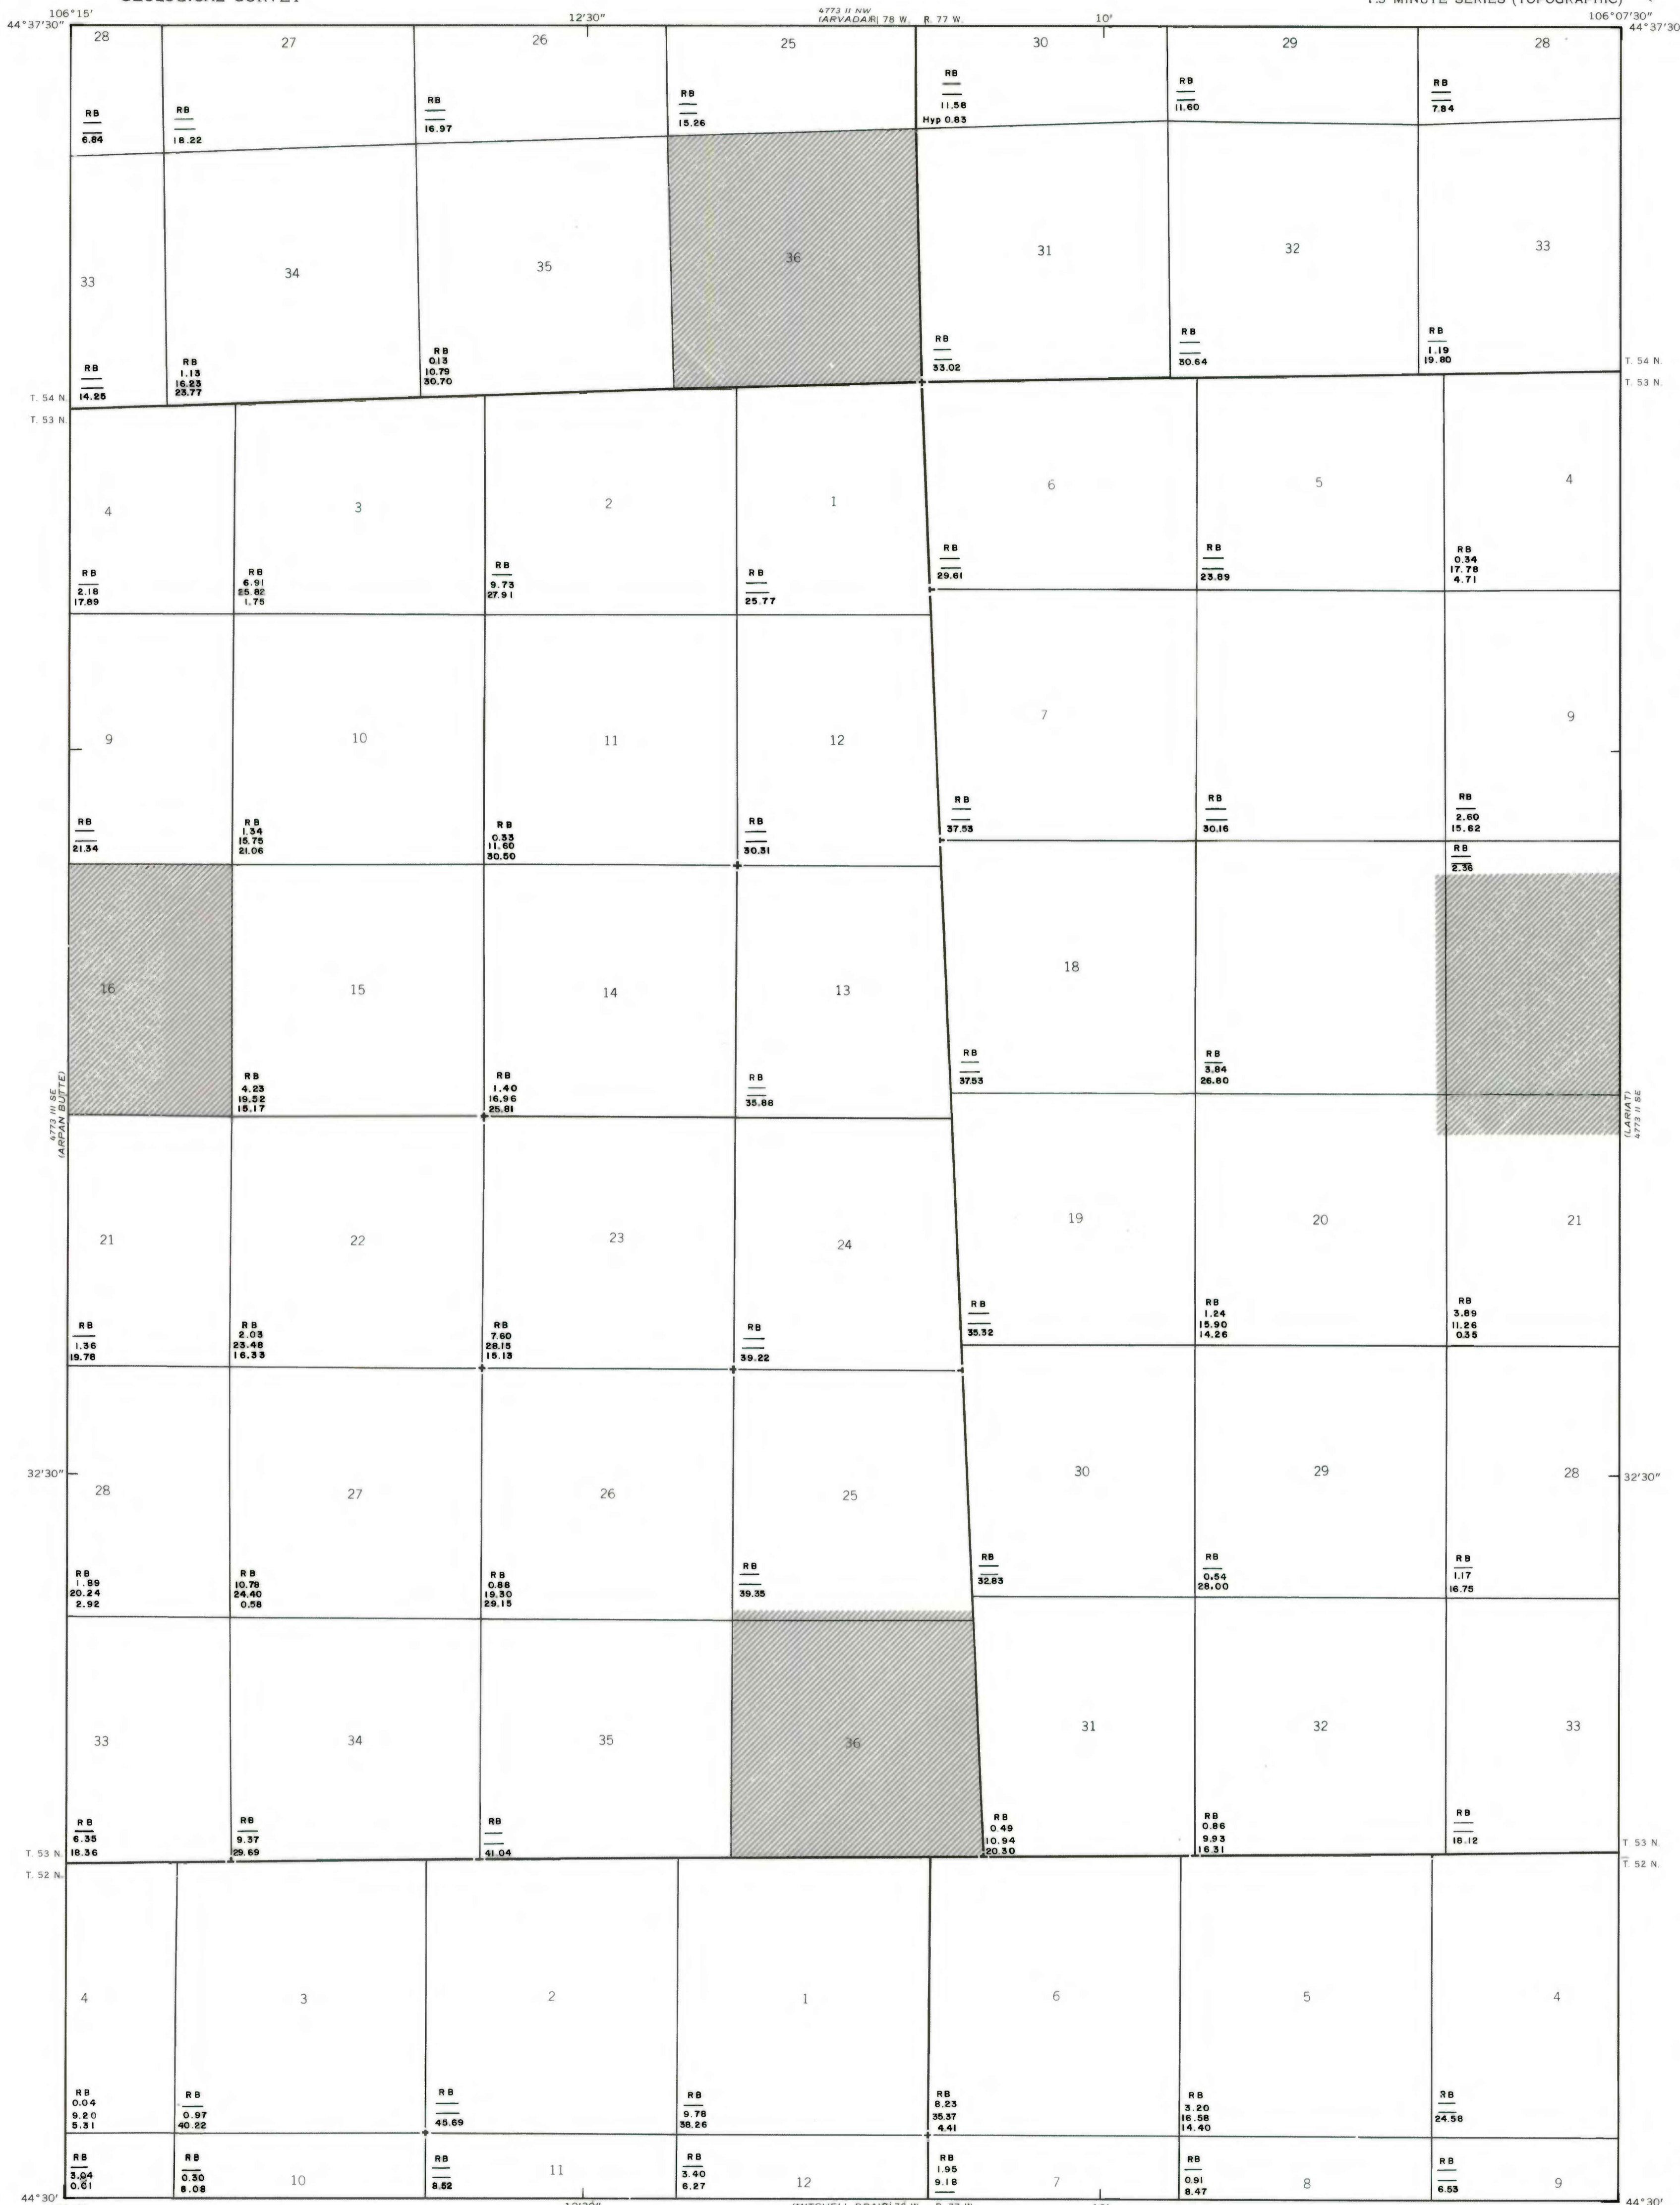 106°15'
12'30"
4773 II NW
(ARVADA)
R. 78 W. R. 77 W.
10'
106°07'30"
44°37'30"
44°37'30
28
27
26
25
30
29
28
RB
6.84
RB
18.22
RB
16.97
RB
15.26
RB
11.58
Hyp 0.83
RB
11.60
RB
7.84
33
34
35
36
31
32
33
RB
14.25
RB
1.13
16.23
23.77
RB
0.13
10.79
30.70
RB
33.02
RB
30.64
RB
1.19
19.80
T. 54 N.
T. 53 N.
T. 54 N.
T. 53 N.
4
3
2
1
6
5
4
RB
2.18
17.89
RB
6.91
25.82
1.75
RB
9.73
27.91
RB
25.77
RB
29.61
RB
23.89
RB
0.34
17.78
4.71
9
10
11
12
7
9
RB
21.34
RB
1.34
15.75
21.06
RB
0.33
11.60
30.50
RB
30.31
RB
37.53
RB
30.16
RB
2.60
15.62
RB
2.36
16
15
14
13
18
RB
4.23
19.52
15.17
RB
1.40
16.96
25.81
RB
35.88
RB
37.53
RB
3.84
26.80
4773 III SE
(ARPAN BUTTE)
(LARIAT)
4773 II SE
21
22
23
24
19
20
21
RB
1.36
19.78
RB
2.03
23.48
16.33
RB
7.60
28.15
15.13
RB
39.22
RB
35.32
RB
1.24
15.90
14.26
RB
3.89
11.26
0.35
32'30"
32'30"
28
27
26
25
30
29
28
RB
1.89
20.24
2.92
RB
10.78
24.40
0.58
RB
0.88
19.30
29.15
RB
39.35
RB
32.83
RB
0.54
28.00
RB
1.17
16.75
33
34
35
36
31
32
33
RB
6.35
18.36
RB
9.37
29.69
RB
41.04
RB
0.49
10.94
20.30
RB
0.86
9.93
16.31
RB
18.12
T. 53 N.
T. 52 N.
T 53 N.
T. 52 N.
4
3
2
1
6
5
4
RB
0.04
9.20
5.31
RB
0.97
40.22
RB
45.69
RB
9.78
38.26
RB
8.23
35.37
4.41
RB
3.20
16.58
14.40
RB
24.58
RB
3.04
0.01
RB
0.30
8.08
10
RB
8.52
11
RB
3.40
6.27
12
RB
1.95
9.18
7
RB
0.91
8.47
8
RB
6.53
9
44°30'
44°30'